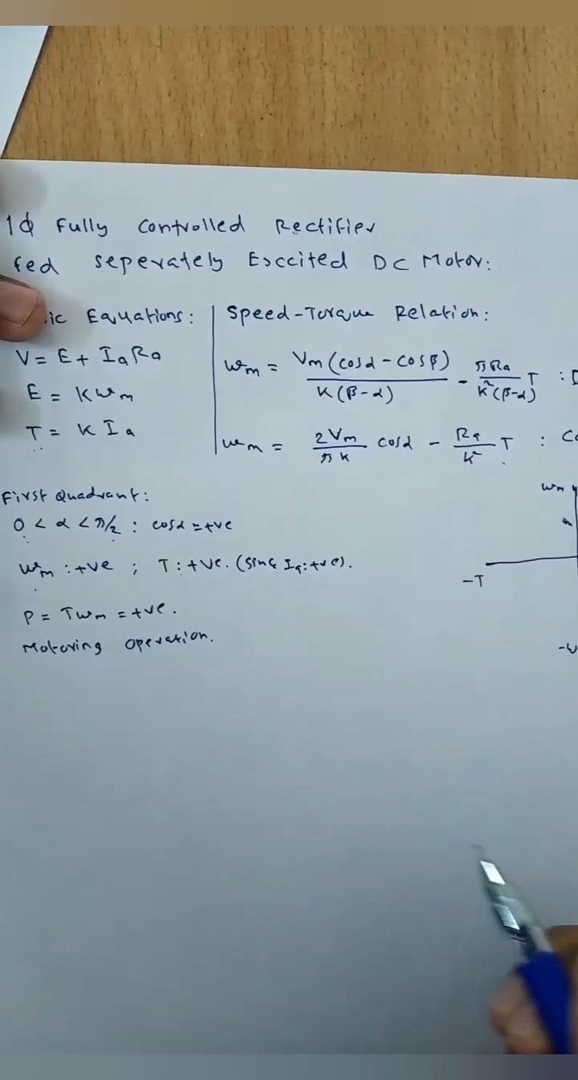 1ϕ Fully Controlled Rectifier
fed seperately Excited DC Motor:
Equations:
V = E + IaRa
E = Kωm
T = K Ia
Speed-Torque Relation:
ωm = Vm(cosα - cosβ) / K(β-α) - πRa / K²(β-α) T :
ωm = 2Vm / πK cosα - Ra / K² T :
First Quadrant:
0 < α < π/2 : cosα = +ve
ωm : +ve ; T : +ve. (since Ia : +ve).
P = Tωm = +ve.
Motoring Operation.
ωm
-T